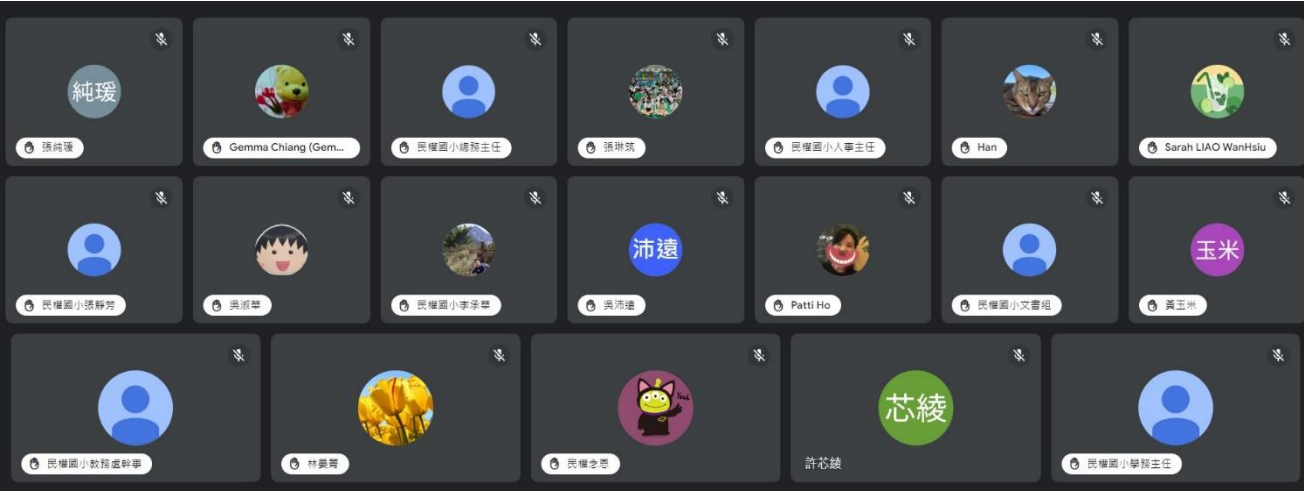 純瑗
張純瑗
Gemma Chiang (Gem...
民權國小總務主任
張琳筑
民權國小人事主任
Han
Sarah LIAO WanHsiu
民權國小張靜芳
吳淑華
民權國小李承華
沛遠
吳沛遠
Patti Ho
民權國小文書組
玉米
黃玉米
民權國小教務處幹事
林晏菁
民權念恩
芯綾
許芯綾
民權國小學務主任